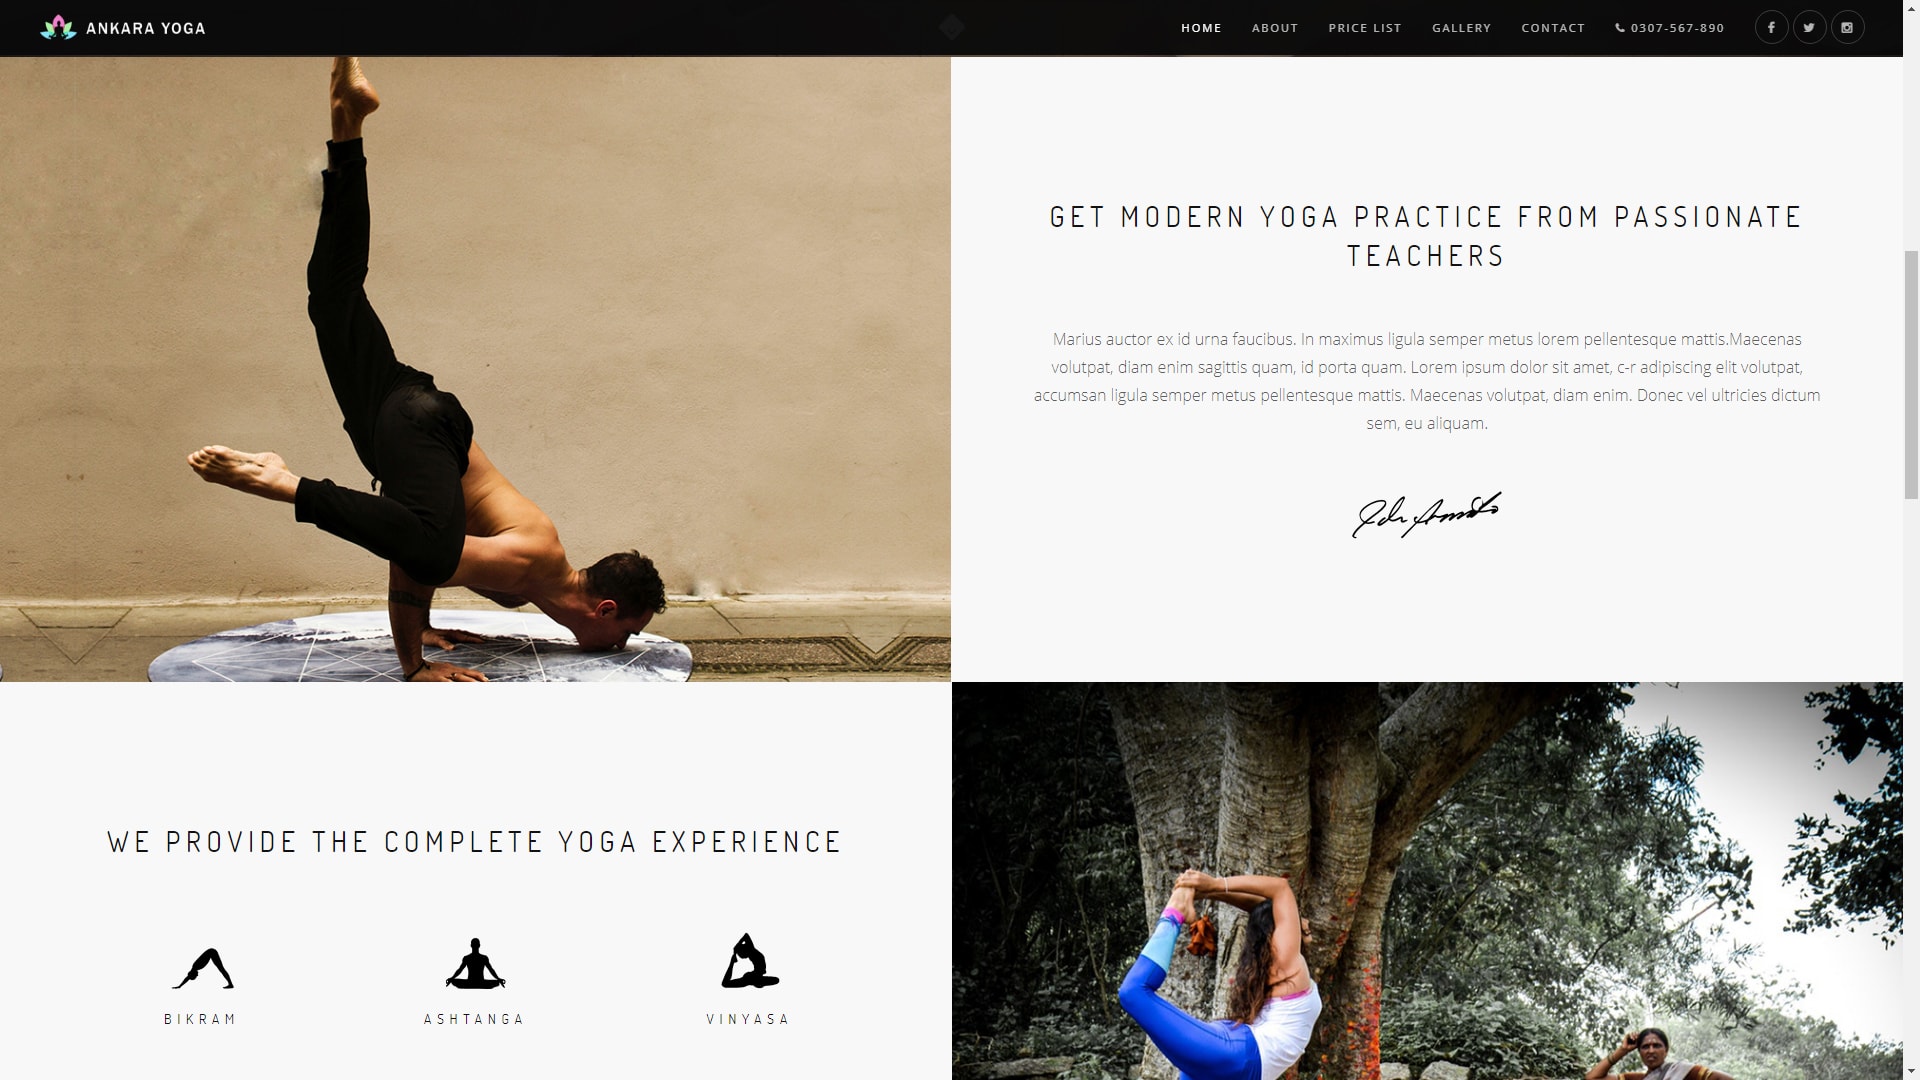 ANKARA YOGA
HOME ABOUT PRICE LIST GALLERY CONTACT 0307-567-890
GET MODERN YOGA PRACTICE FROM PASSIONATE
TEACHERS
Marius auctor ex id urna faucibus. In maximus ligula semper metus lorem pellentesque mattis.Maecenas
volutpat, diam enim sagittis quam, id porta quam. Lorem ipsum dolor sit amet, c-r adipiscing elit volutpat,
accumsan ligula semper metus pellentesque mattis. Maecenas volutpat, diam enim. Donec vel ultricies dictum
sem, eu aliquam.
WE PROVIDE THE COMPLETE YOGA EXPERIENCE
BIKRAM
ASHTANGA
VINYASA